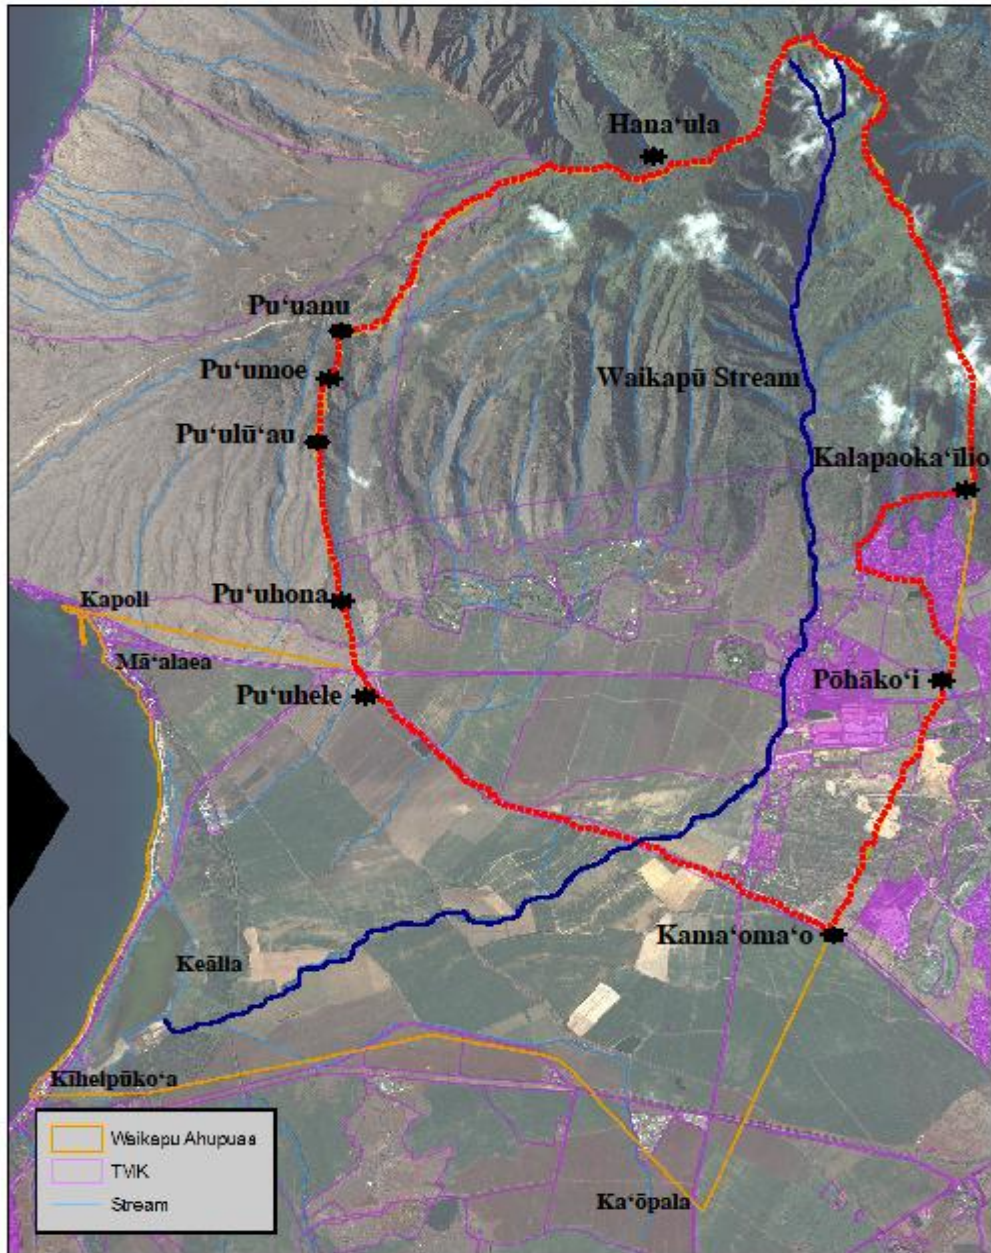 Hana‘ula
Pu‘uanu
Pu‘umoe
Waikapū Stream
Pu‘ulū‘au
Kalapaoka‘īlio
Kapoli
Pu‘uhona
Mā‘alaea
Pōhāko‘i
Pu‘uhele
Kama‘oma‘o
Keālia
Kīheipūko‘a
Waikapu Ahupuaa
TMK
Stream
Ka‘ōpala